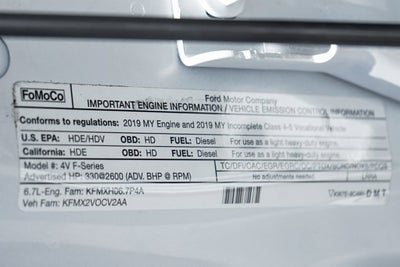 FoMoCo
Ford Motor Company
IMPORTANT ENGINE INFORMATION / VEHICLE EMISSION CONTROL INFORMATION
Conforms to regulations: 2019 MY Engine and 2019 MY Incomplete Class 4-5 Vocational Vehicle
U.S. EPA: HDE/HDV OBD: HD FUEL: Diesel For use as a light heavy-duty engine.
California: HDE OBD: HD FUEL: Diesel For use as a light heavy-duty engine.
Model #: 4V F-Series
Advertised HP: 330@2600 (ADV. BHP @ RPM) No adjustments needed.
6.7L-Eng. Fam: KFMXH06.7P4A
Veh Fam: KFMX2VOCV2AA